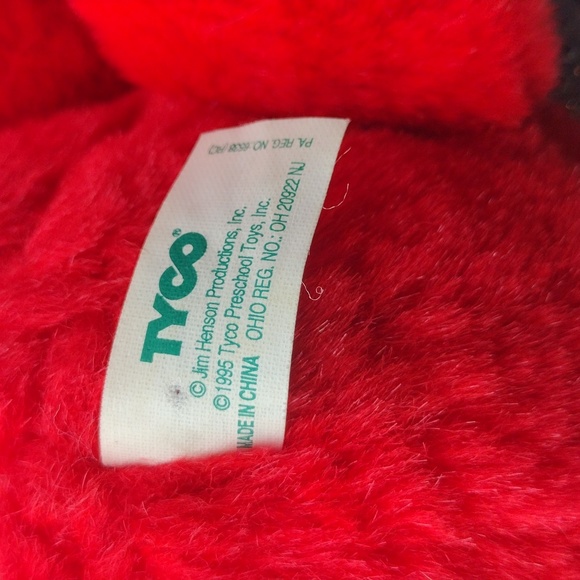 PA. REG. NO. 6538 (RC)
TYCO®
© Jim Henson Productions, Inc.
© 1995 Tyco Preschool Toys, Inc.
MADE IN CHINA OHIO REG. NO.: OH 20922 NJ